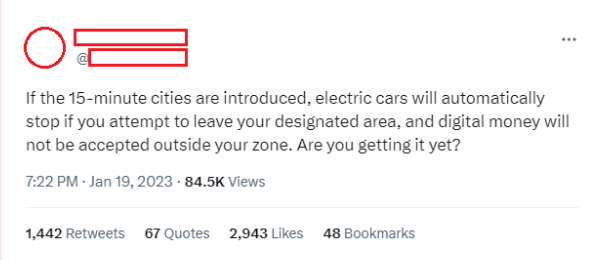 @
If the 15-minute cities are introduced, electric cars will automatically
stop if you attempt to leave your designated area, and digital money will
not be accepted outside your zone. Are you getting it yet?
7:22 PM · Jan 19, 2023 · 84.5K Views
1,442 Retweets 67 Quotes 2,943 Likes 48 Bookmarks